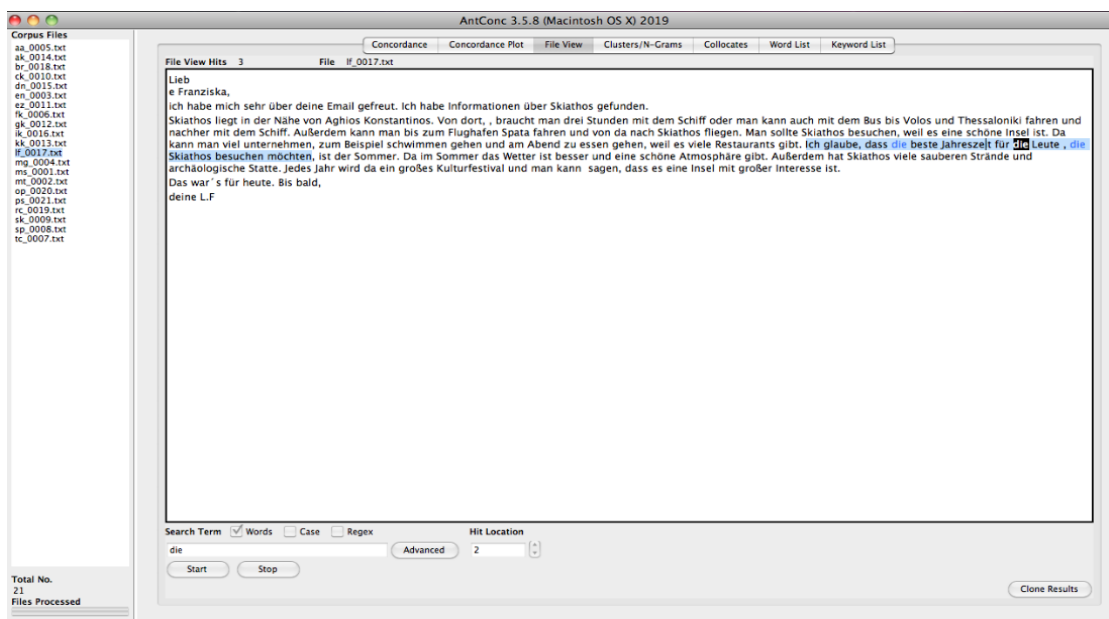 AntConc 3.5.8 (Macintosh OS X) 2019
Corpus Files
aa_0005.txt
ak_0014.txt
br_0018.txt
ck_0010.txt
dn_0015.txt
en_0003.txt
ez_0011.txt
fk_0006.txt
gk_0012.txt
ik_0016.txt
kk_0013.txt
lf_0017.txt
mg_0004.txt
ms_0001.txt
mt_0002.txt
op_0020.txt
ps_0021.txt
rc_0019.txt
sk_0009.txt
sp_0008.txt
tc_0007.txt
Total No.
21
Files Processed
Concordance Concordance Plot File View Clusters/N-Grams Collocates Word List Keyword List
File View Hits 3 File lf_0017.txt
Lieb
e Franziska,
ich habe mich sehr über deine Email gefreut. Ich habe Informationen über Skiathos gefunden.
Skiathos liegt in der Nähe von Aghios Konstantinos. Von dort, , braucht man drei Stunden mit dem Schiff oder man kann auch mit dem Bus bis Volos und Thessaloniki fahren und
nachher mit dem Schiff. Außerdem kann man bis zum Flughafen Spata fahren und von da nach Skiathos fliegen. Man sollte Skiathos besuchen, weil es eine schöne Insel ist. Da
kann man viel unternehmen, zum Beispiel schwimmen gehen und am Abend zu essen gehen, weil es viele Restaurants gibt. Ich glaube, dass die beste Jahreszeit für die Leute , die
Skiathos besuchen möchten, ist der Sommer. Da im Sommer das Wetter ist besser und eine schöne Atmosphäre gibt. Außerdem hat Skiathos viele sauberen Strände und
archäologische Statte. Jedes Jahr wird da ein großes Kulturfestival und man kann sagen, dass es eine Insel mit großer Interesse ist.
Das war´s für heute. Bis bald,
deine L.F
Search Term Words Case Regex Hit Location
die Advanced 2
Start Stop
Clone Results